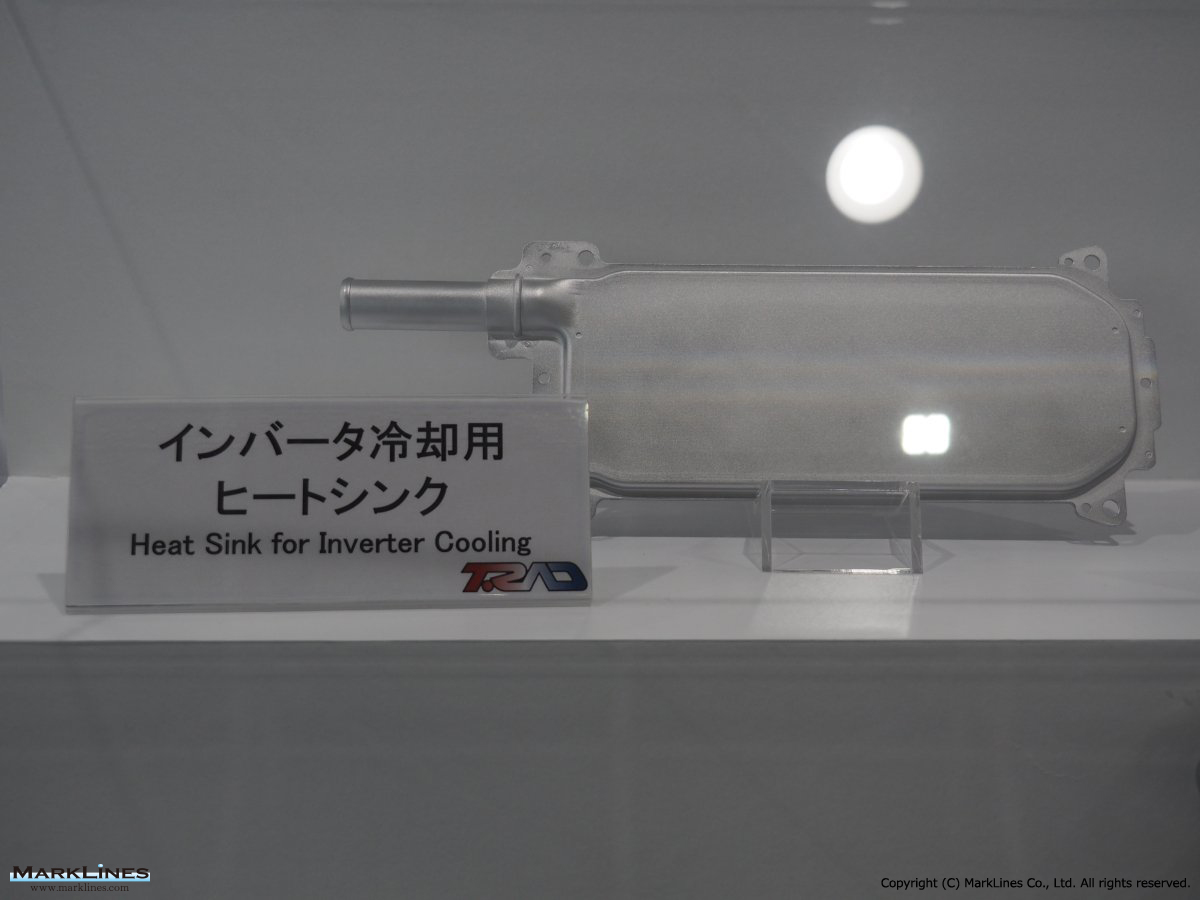 インバータ冷却用
ヒートシンク
Heat Sink for Inverter Cooling
T.RAD
MARKLINES
www.marklines.com
Copyright (C) MarkLines Co., Ltd. All rights reserved.